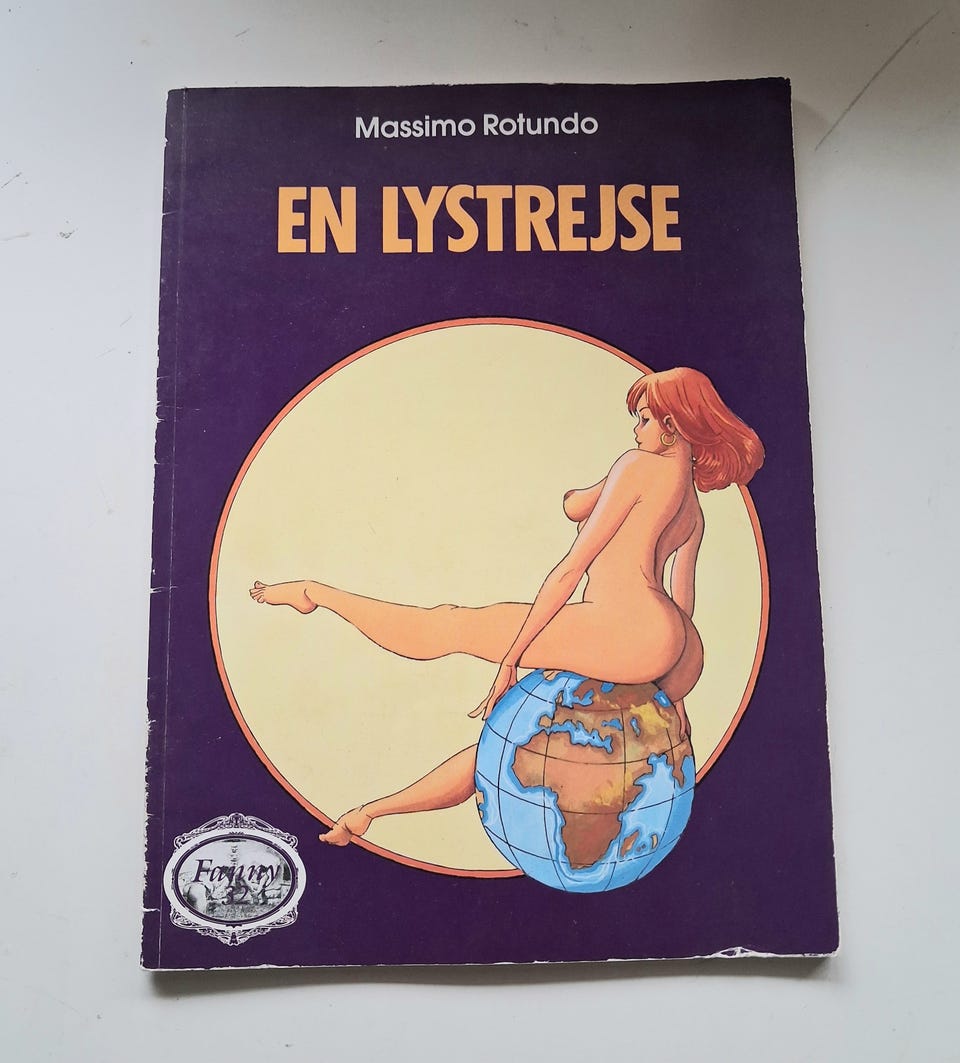 Massimo Rotundo
EN LYSTREJSE
Fanny
32